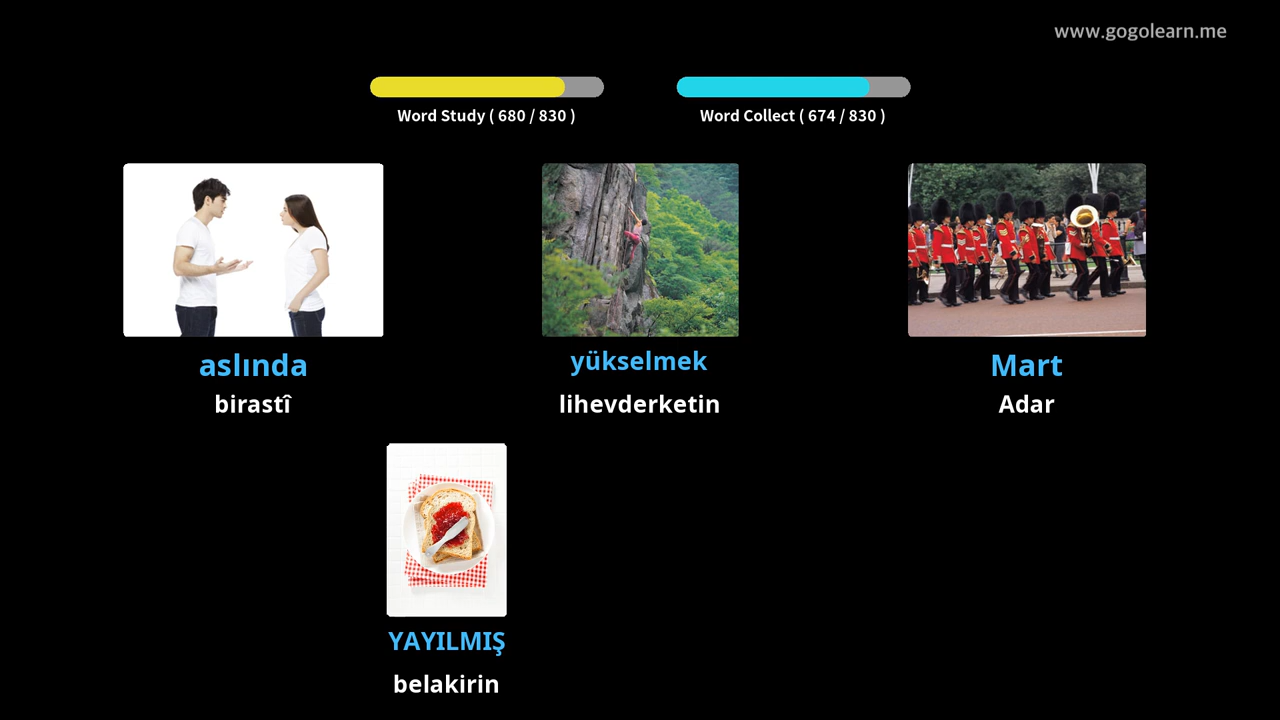 www.gogolearn.me
Word Study ( 680 / 830 )
Word Collect ( 674 / 830 )
aslında
birastî
yükselmek
lihevderketin
Mart
Adar
YAYILMIŞ
belakirin